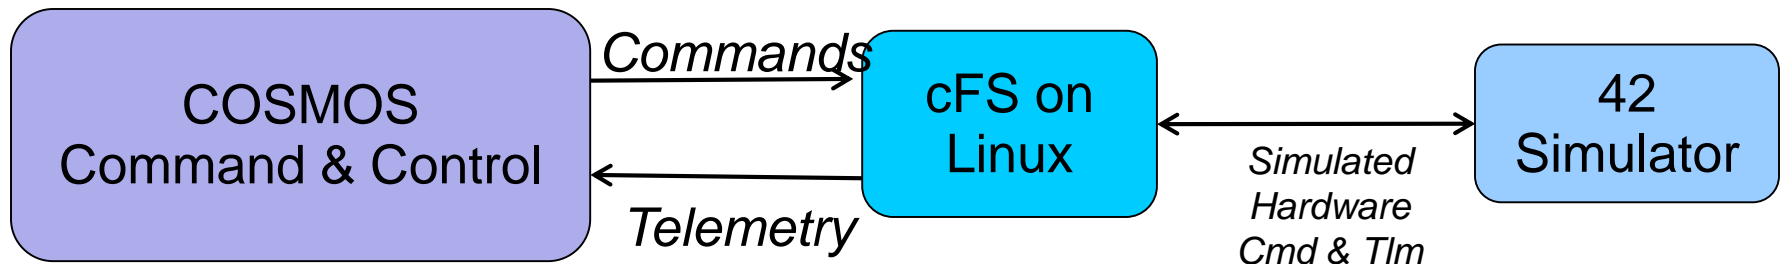 COSMOS
Command & Control
Commands
Telemetry
cFS on
Linux
Simulated
Hardware
Cmd & Tlm
42
Simulator